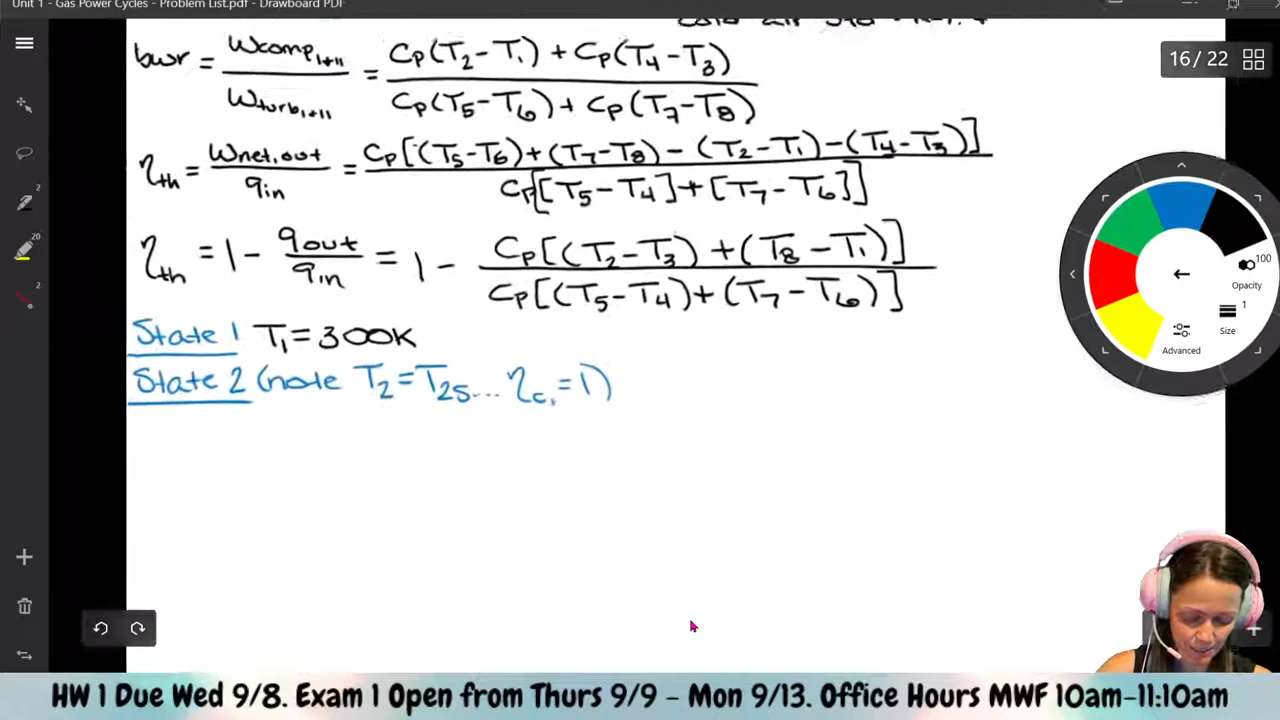 Unit 1 - Gas Power Cycles - Problem List.pdf - Drawboard PDF
16 / 22
bwr = Wcomp I+II / Wturb I+II = Cp(T2-T1) + Cp(T4-T3) / Cp(T5-T6) + Cp(T7-T8)
ηth = Wnet,out / qin = Cp[(T5-T6)+(T7-T8) - (T2-T1) -(T4-T3)] / Cp[[T5-T4]+[T7-T6]]
ηth = 1 - qout / qin = 1 - Cp[(T2-T3) +(T8-T1)] / Cp[(T5-T4)+(T7-T6)]
State 1 T1=300K
State 2 (note T2=T2s... ηc1=1)
100
Opacity
1
Size
Advanced
2
20
2
HW 1 Due Wed 9/8. Exam 1 Open from Thurs 9/9 - Mon 9/13. Office Hours MWF 10am-11:10am